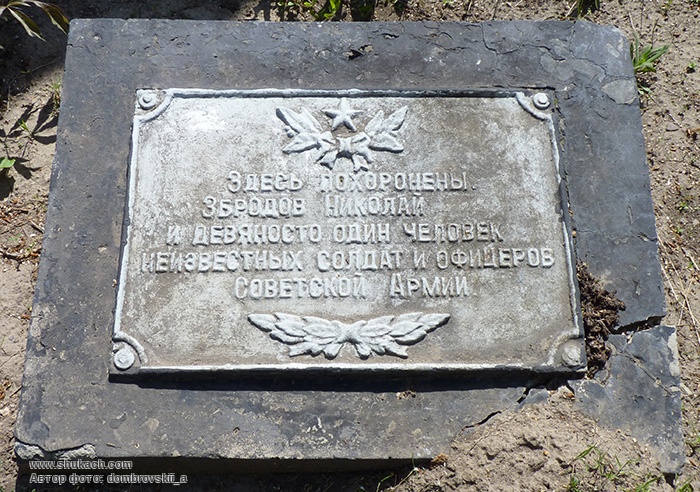 Здесь похоронены.
Збродов Николай
и девяносто один человек
неизвестных солдат и офицеров
Советской Армии
www.shukach.com
Автор фото: dombrovskii_a